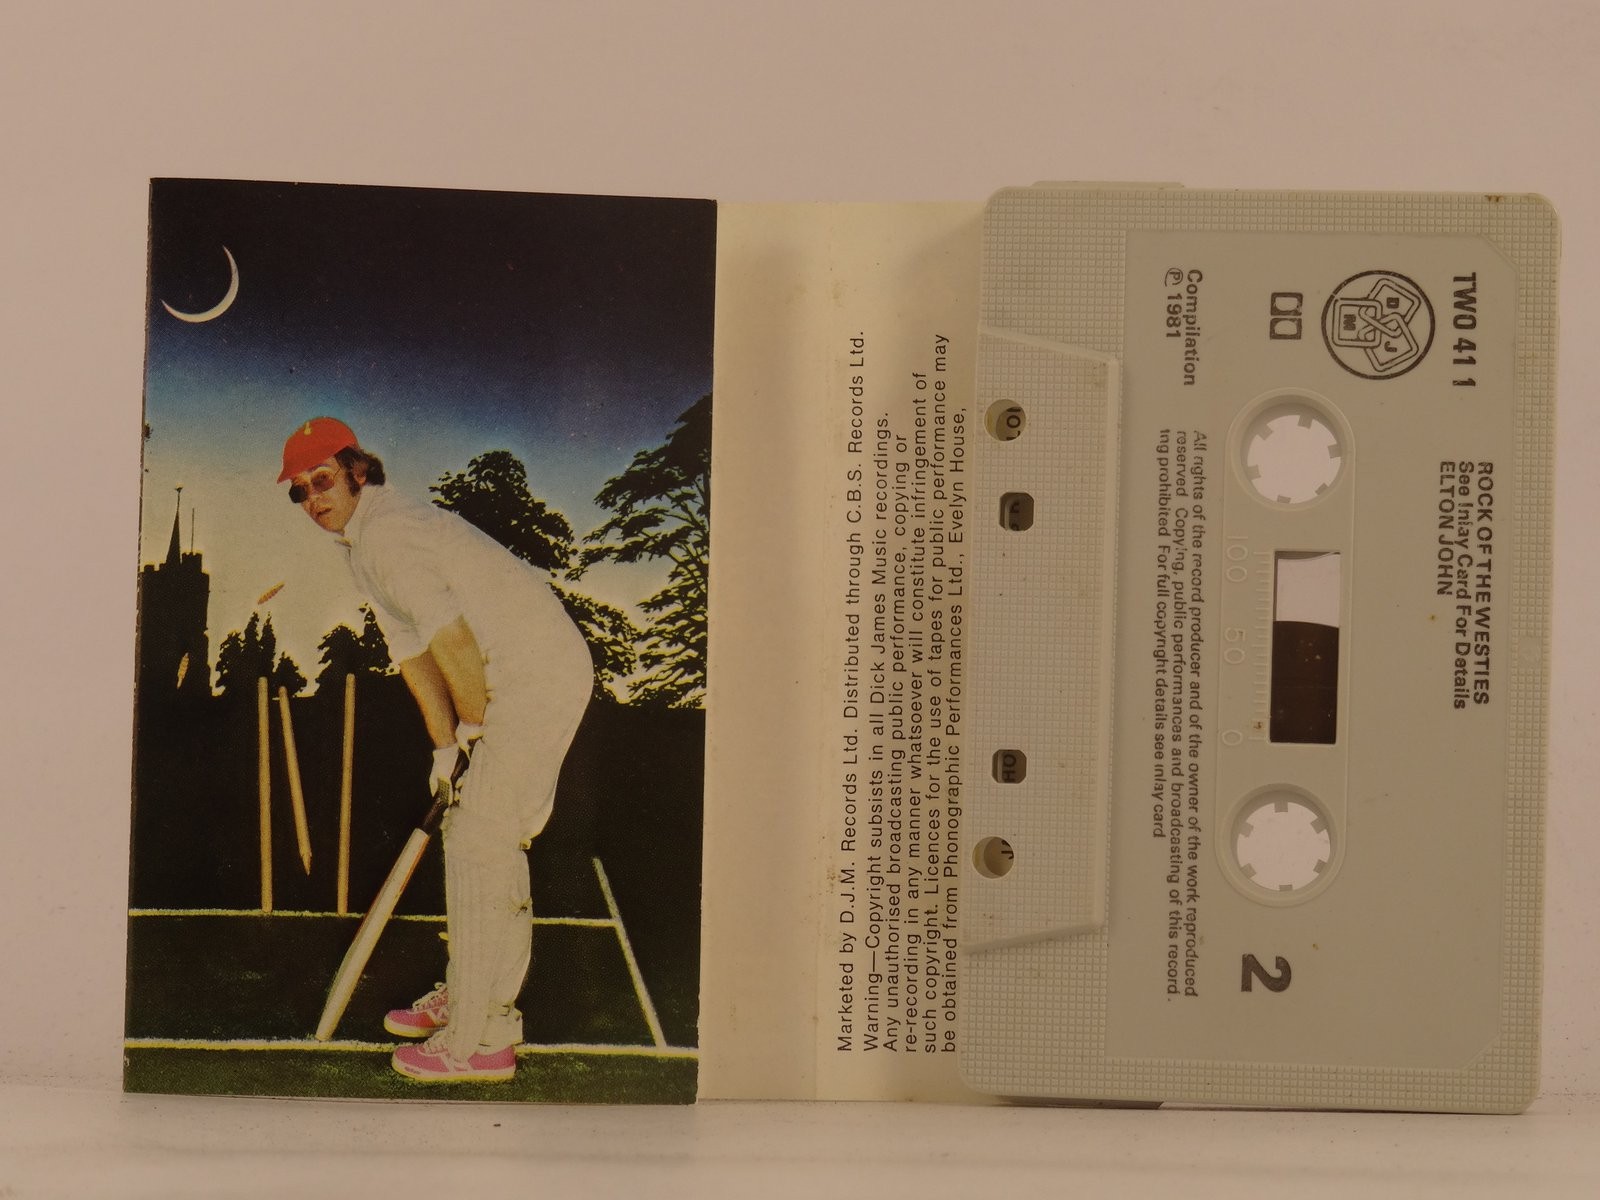 Marketed by D.J.M. Records Ltd. Distributed through C.B.S. Records Ltd.
Warning—Copyright subsists in all Dick James Music recordings.
Any unauthorised broadcasting public performance, copying or
re-recording in any manner whatsoever will constitute infringement of
such copyright. Licences for the use of tapes for public performance may
be obtained from Phonographic Performances Ltd., Evelyn House,
TWO 41 1
D
J
M
Compilation
℗ 1981
ROCK OF THE WESTIES
See Inlay Card For Details
ELTON JOHN
100 50 0
2
All rights of the record producer and of the owner of the work reproduced
reserved Copying, public performances and broadcasting of this record.
ing prohibited For full copyright details see inlay card